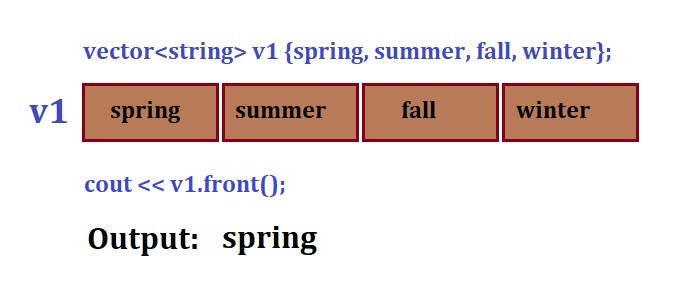 vector<string> v1 {spring, summer, fall, winter};
v1 spring summer fall winter
cout << v1.front();
Output: spring